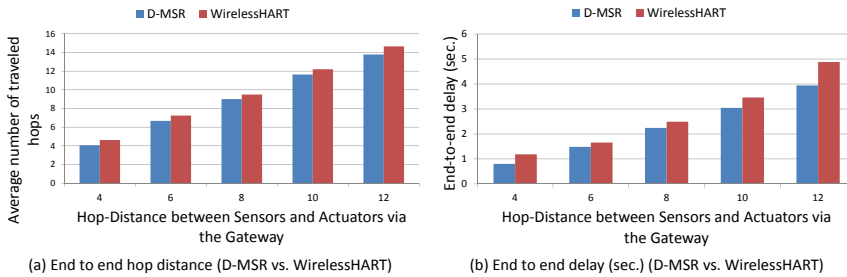 D-MSR WirelessHART
Average number of traveled
hops
16
14
12
10
8
6
4
2
0
4 6 8 10 12
Hop-Distance between Sensors and Actuators via
the Gateway
(a) End to end hop distance (D-MSR vs. WirelessHART)
D-MSR WirelessHART
End-to-end delay (sec.)
6
5
4
3
2
1
0
4 6 8 10 12
Hop-Distance between Sensors and Actuators via
the Gateway
(b) End to end delay (sec.) (D-MSR vs. WirelessHART)